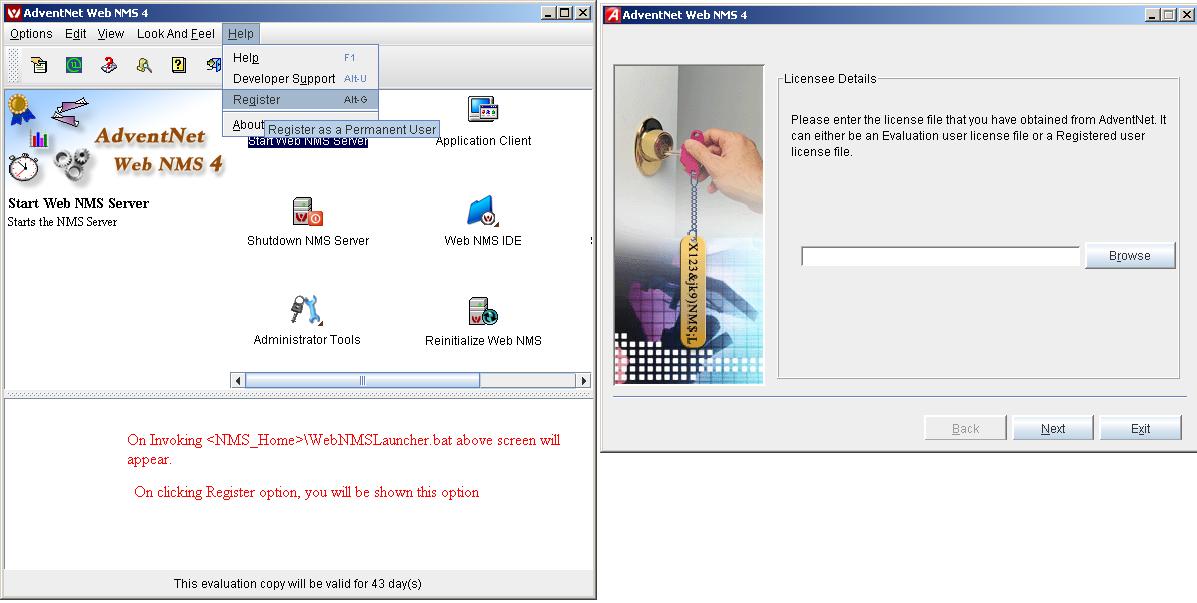 AdventNet Web NMS 4
Options Edit View Look And Feel Help
Help F1
Developer Support Alt-U
Register Alt-G
About
Register as a Permanent User
AdventNet
Web NMS 4
Start Web NMS Server
Starts the NMS Server
Start Web NMS Server
Application Client
Shutdown NMS Server
Web NMS IDE
Administrator Tools
Reinitialize Web NMS
On Invoking <NMS_Home>\WebNMSLauncher.bat above screen will
appear.
On clicking Register option, you will be shown this option
This evaluation copy will be valid for 43 day(s)
AdventNet Web NMS 4
X123&jk9)NM$;L
Licensee Details
Please enter the license file that you have obtained from AdventNet. It
can either be an Evaluation user license file or a Registered user
license file.
Browse
Back Next Exit